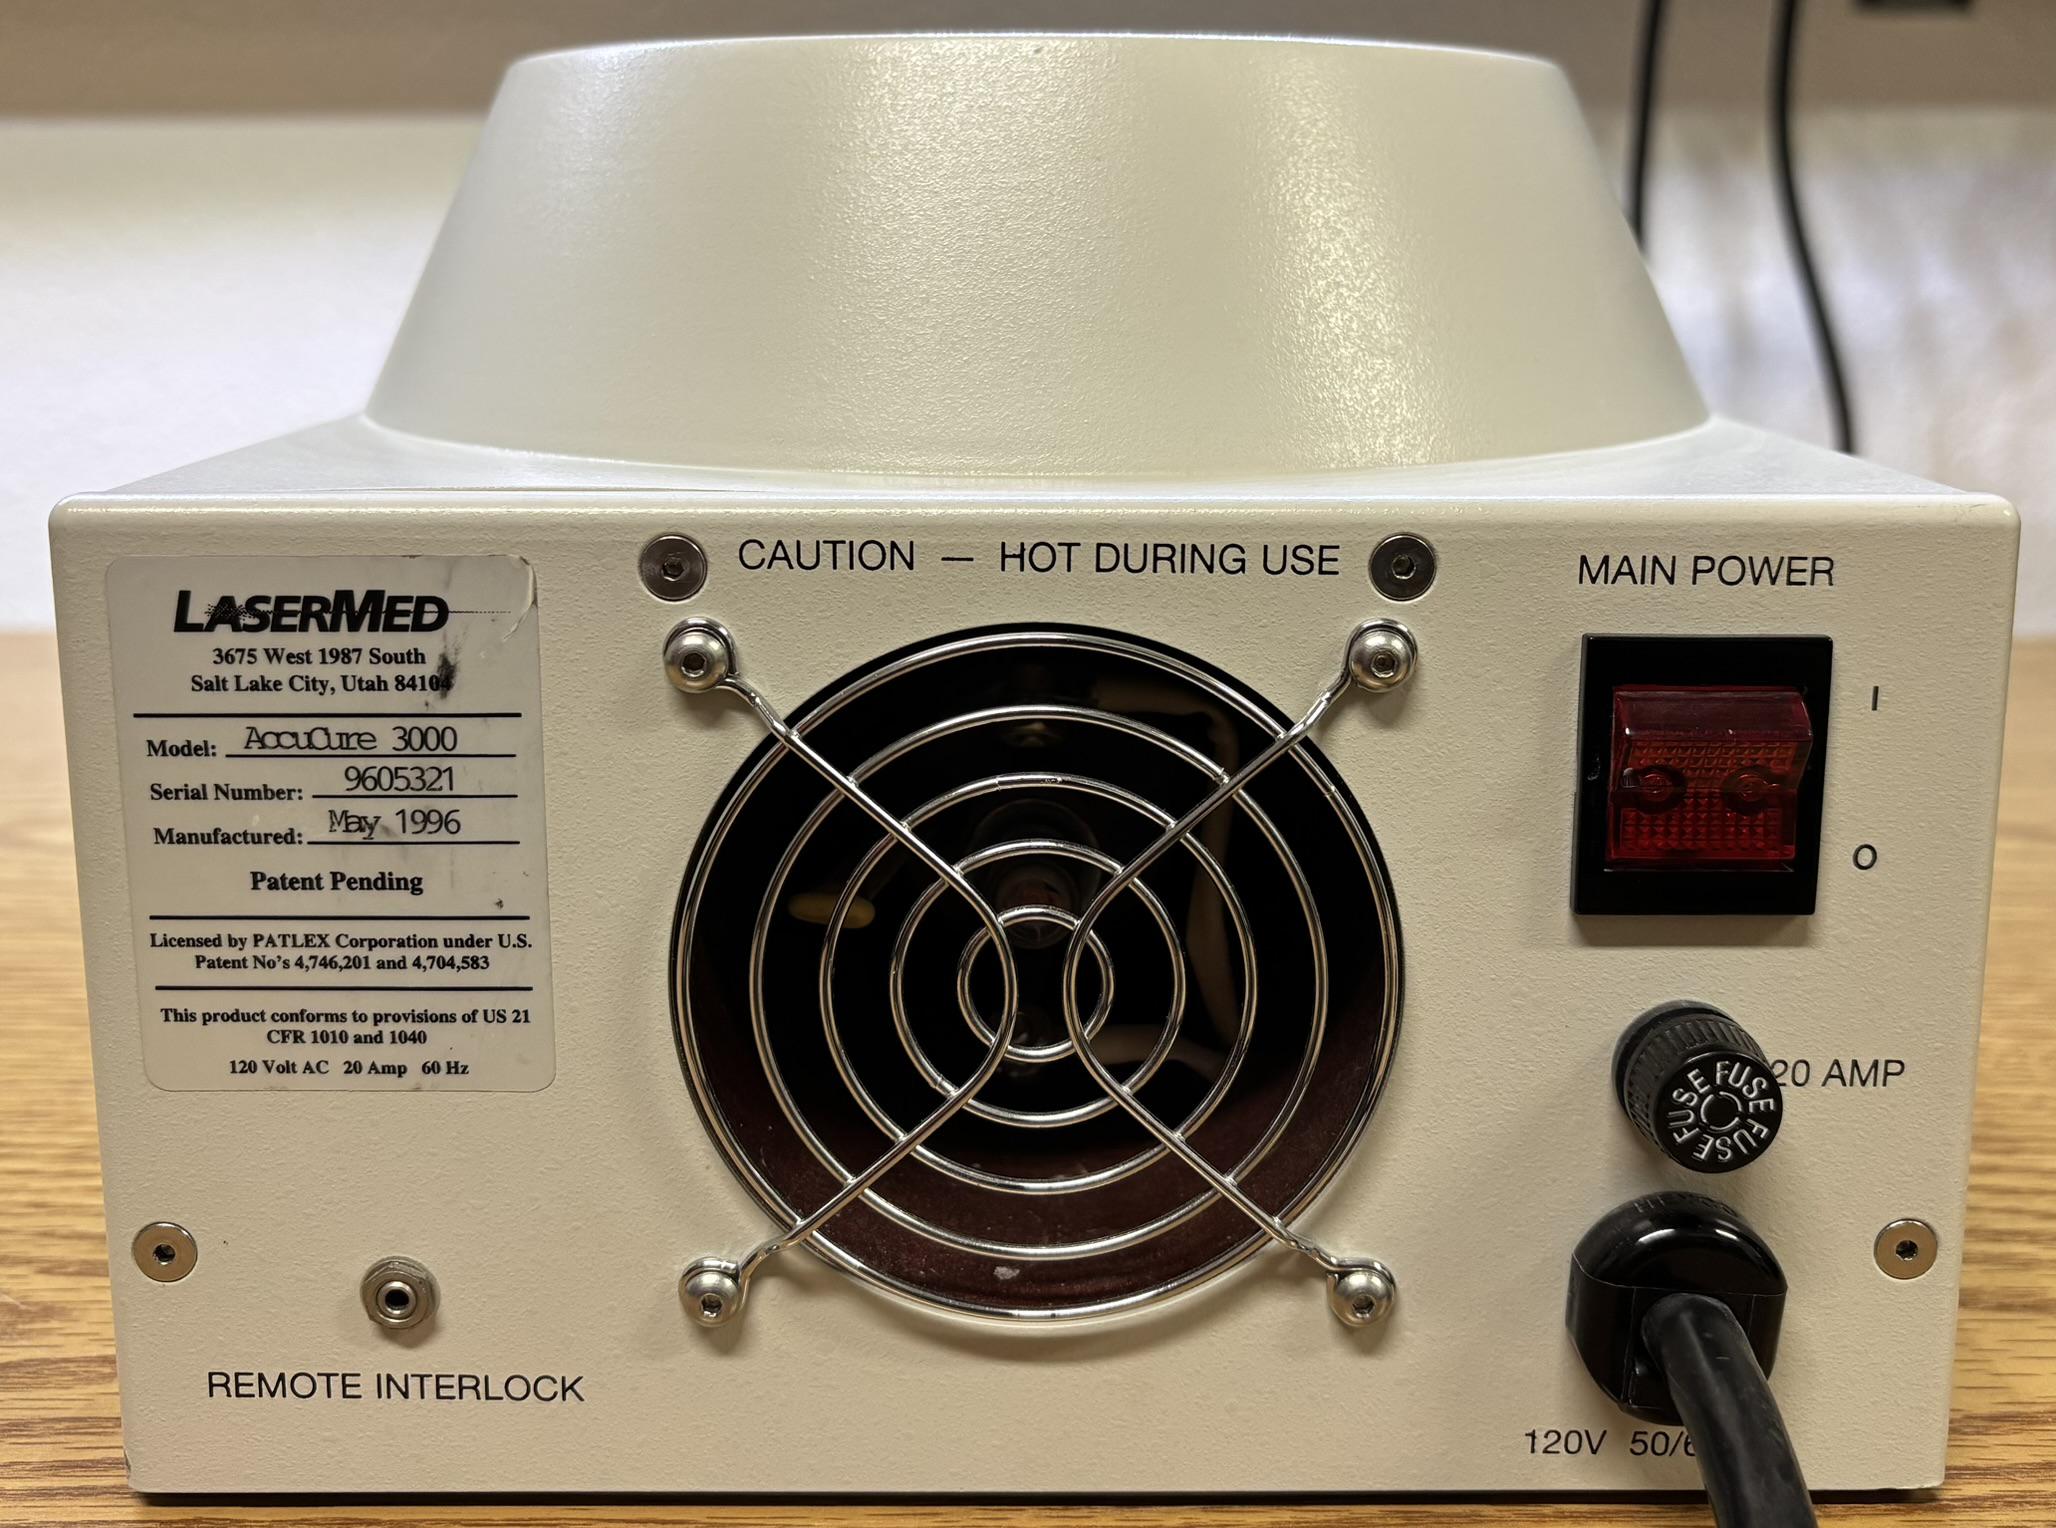 CAUTION — HOT DURING USE
MAIN POWER
LASERMED
3675 West 1987 South
Salt Lake City, Utah 84104
Model: AccuCure 3000
Serial Number: 9605321
Manufactured: May 1996
Patent Pending
Licensed by PATLEX Corporation under U.S.
Patent No's 4,746,201 and 4,704,583
This product conforms to provisions of US 21
CFR 1010 and 1040
120 Volt AC 20 Amp 60 Hz
I
O
20 AMP
FUSE FUSE FUSE FUSE
REMOTE INTERLOCK
120V